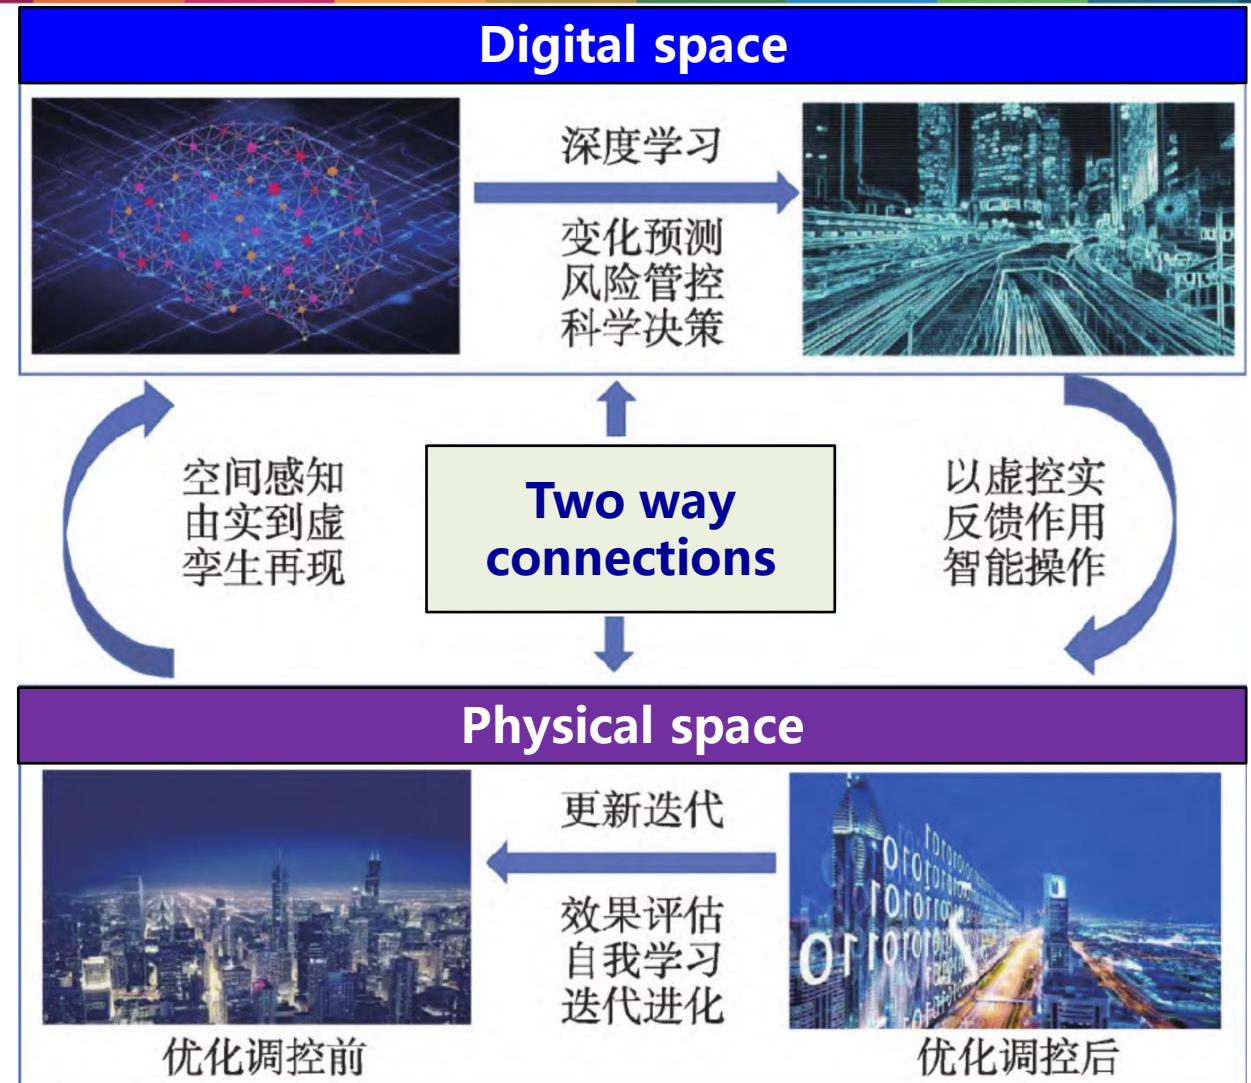 Digital space
深度学习
变化预测
风险管控
科学决策
空间感知
由实到虚
孪生再现
Two way
connections
以虚控实
反馈作用
智能操作
Physical space
更新迭代
效果评估
自我学习
迭代进化
优化调控前
优化调控后